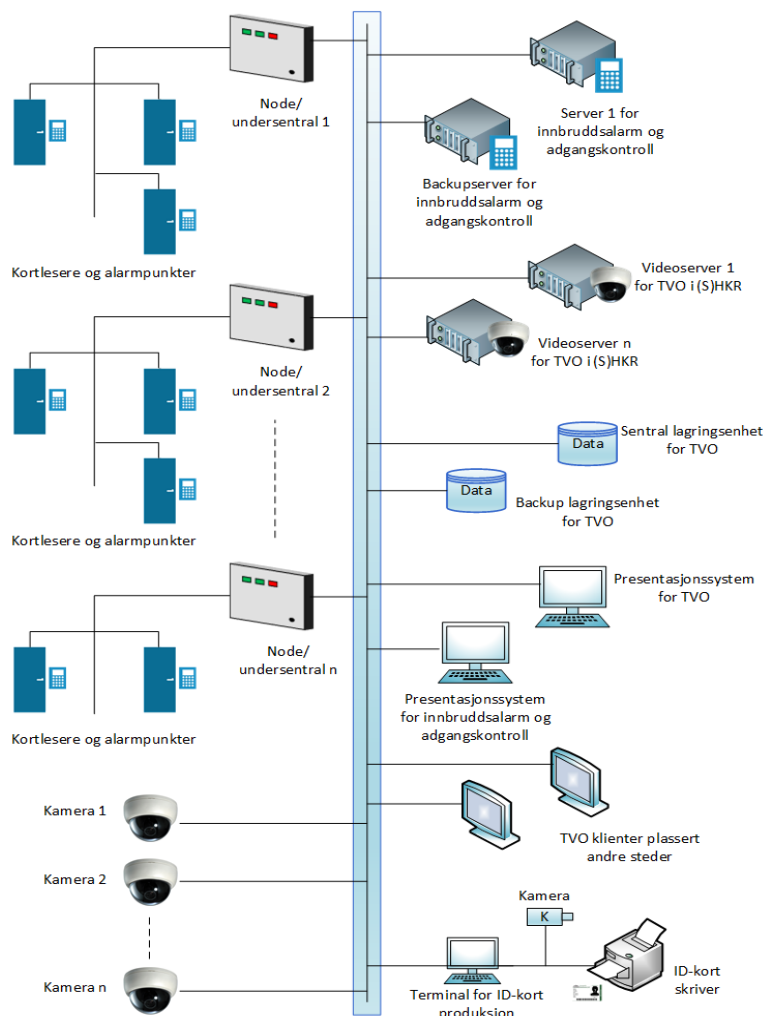 Node/
undersentral 1
Kortlesere og alarmpunkter
Node/
undersentral 2
Kortlesere og alarmpunkter
Node/
undersentral n
Kortlesere og alarmpunkter
Kamera 1
Kamera 2
Kamera n
Server 1 for
innbruddsalarm og
adgangskontroll
Backupserver for
innbruddsalarm og
adgangskontroll
Videoserver 1
for TVO i (S)HKR
Videoserver n
for TVO i (S)HKR
Data
Sentral lagringsenhet
for TVO
Data
Backup lagringsenhet
for TVO
Presentasjonssystem
for TVO
Presentasjonssystem
for innbruddsalarm og
adgangskontroll
TVO klienter plassert
andre steder
Kamera
K
ID-kort
skriver
Terminal for ID-kort
produksjon